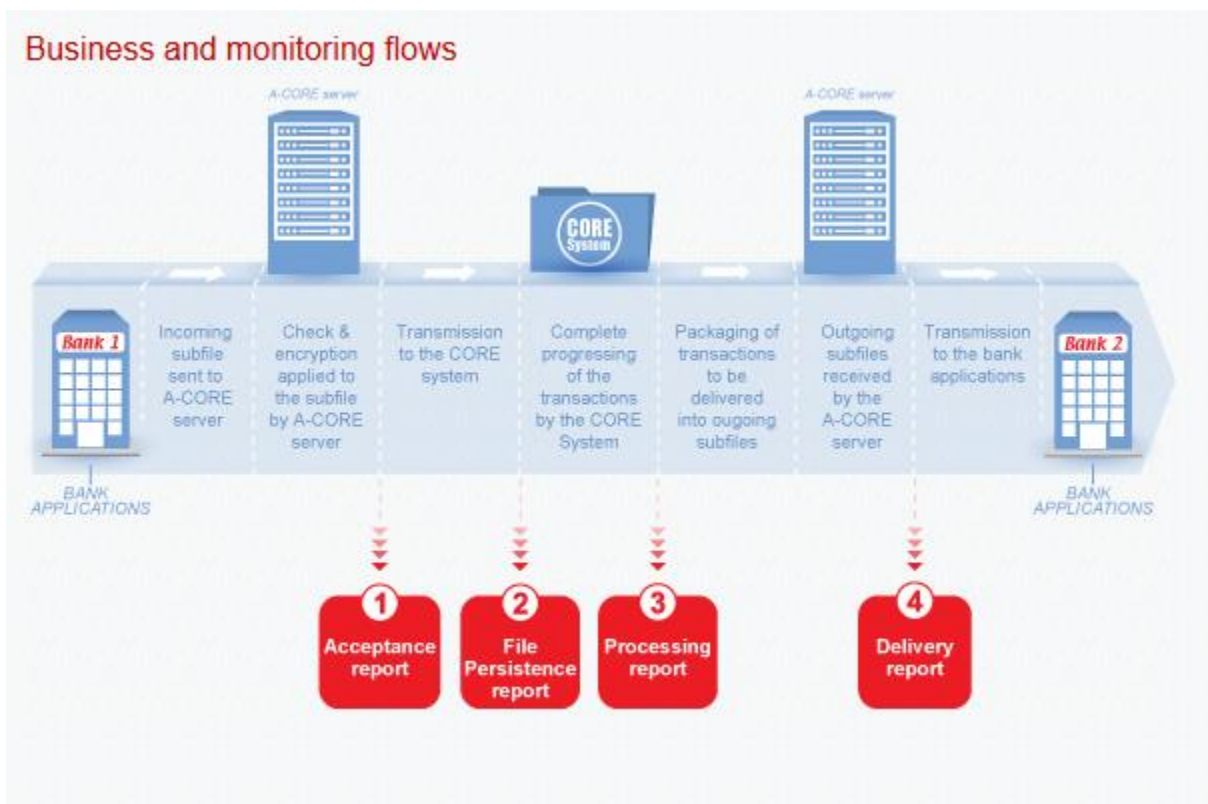 Business and monitoring flows
A-CORE server
A-CORE server
CORE
System
Bank 1
Incoming
subfile
sent to
A-CORE
server
Check &
encryption
applied to
the subfile
by A-CORE
server
Transmission
to the CORE
system
Complete
progressing
of the
transactions
by the CORE
System
Packaging of
transactions
to be
delivered
into ougoing
subfiles
Outgoing
subfiles
received
by the
A-CORE
server
Transmission
to the bank
applications
Bank 2
BANK
APPLICATIONS
BANK
APPLICATIONS
1
Acceptance
report
2
File
Persistence
report
3
Processing
report
4
Delivery
report